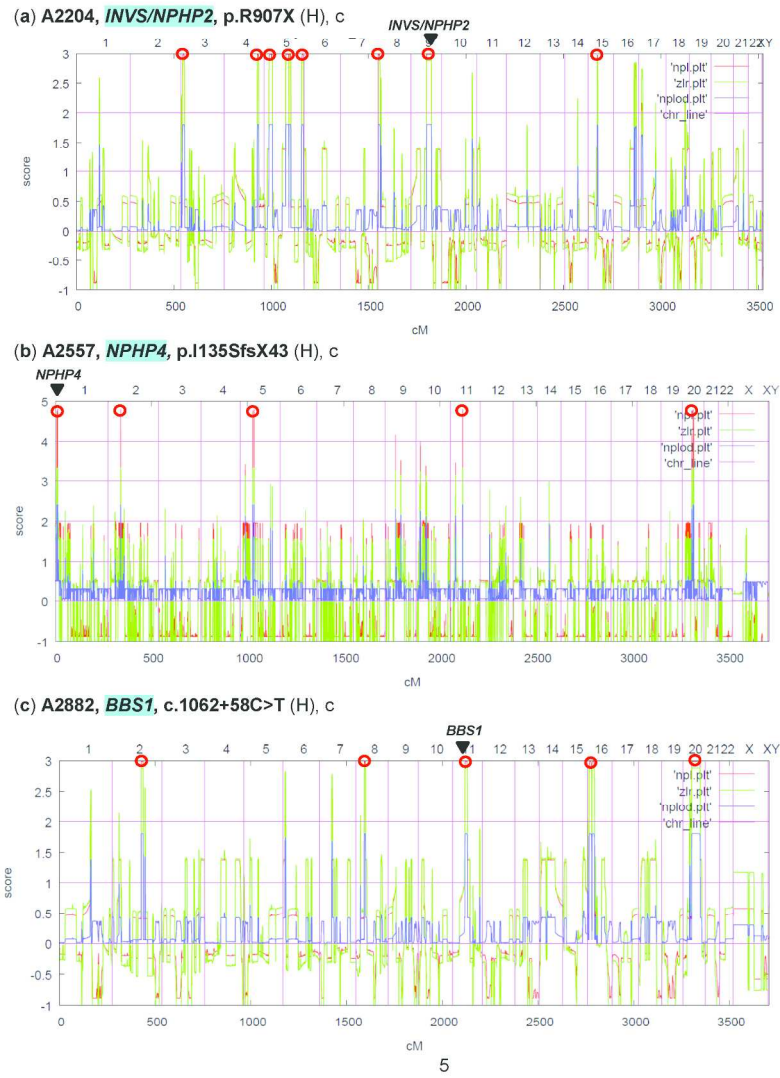 (a) A2204, INVS/NPHP2, p.R907X (H), c
INVS/NPHP2
1 2 3 4 5 6 7 8 9 10 11 12 13 14 15 16 17 18 19 20 21 22 XY
3
2.5
2
1.5
1
0.5
0
-0.5
-1
score
'npl.plt'
'zlr.plt'
'nplod.plt'
'chr_line'
0 500 1000 1500 2000 2500 3000 3500
cM
(b) A2557, NPHP4, p.I135SfsX43 (H), c
NPHP4
1 2 3 4 5 6 7 8 9 10 11 12 13 14 15 16 17 18 19 20 21 22 X XY
5
4
3
2
1
0
-1
score
'npl.plt'
'zlr.plt'
'nplod.plt'
'chr_line'
0 500 1000 1500 2000 2500 3000 3500
cM
(c) A2882, BBS1, c.1062+58C>T (H), c
BBS1
1 2 3 4 5 6 7 8 9 10 11 12 13 14 15 16 17 18 19 20 21 22 X XY
3
2.5
2
1.5
1
0.5
0
-0.5
-1
score
'npl.plt'
'zlr.plt'
'nplod.plt'
'chr_line'
0 500 1000 1500 2000 2500 3000 3500
cM
5